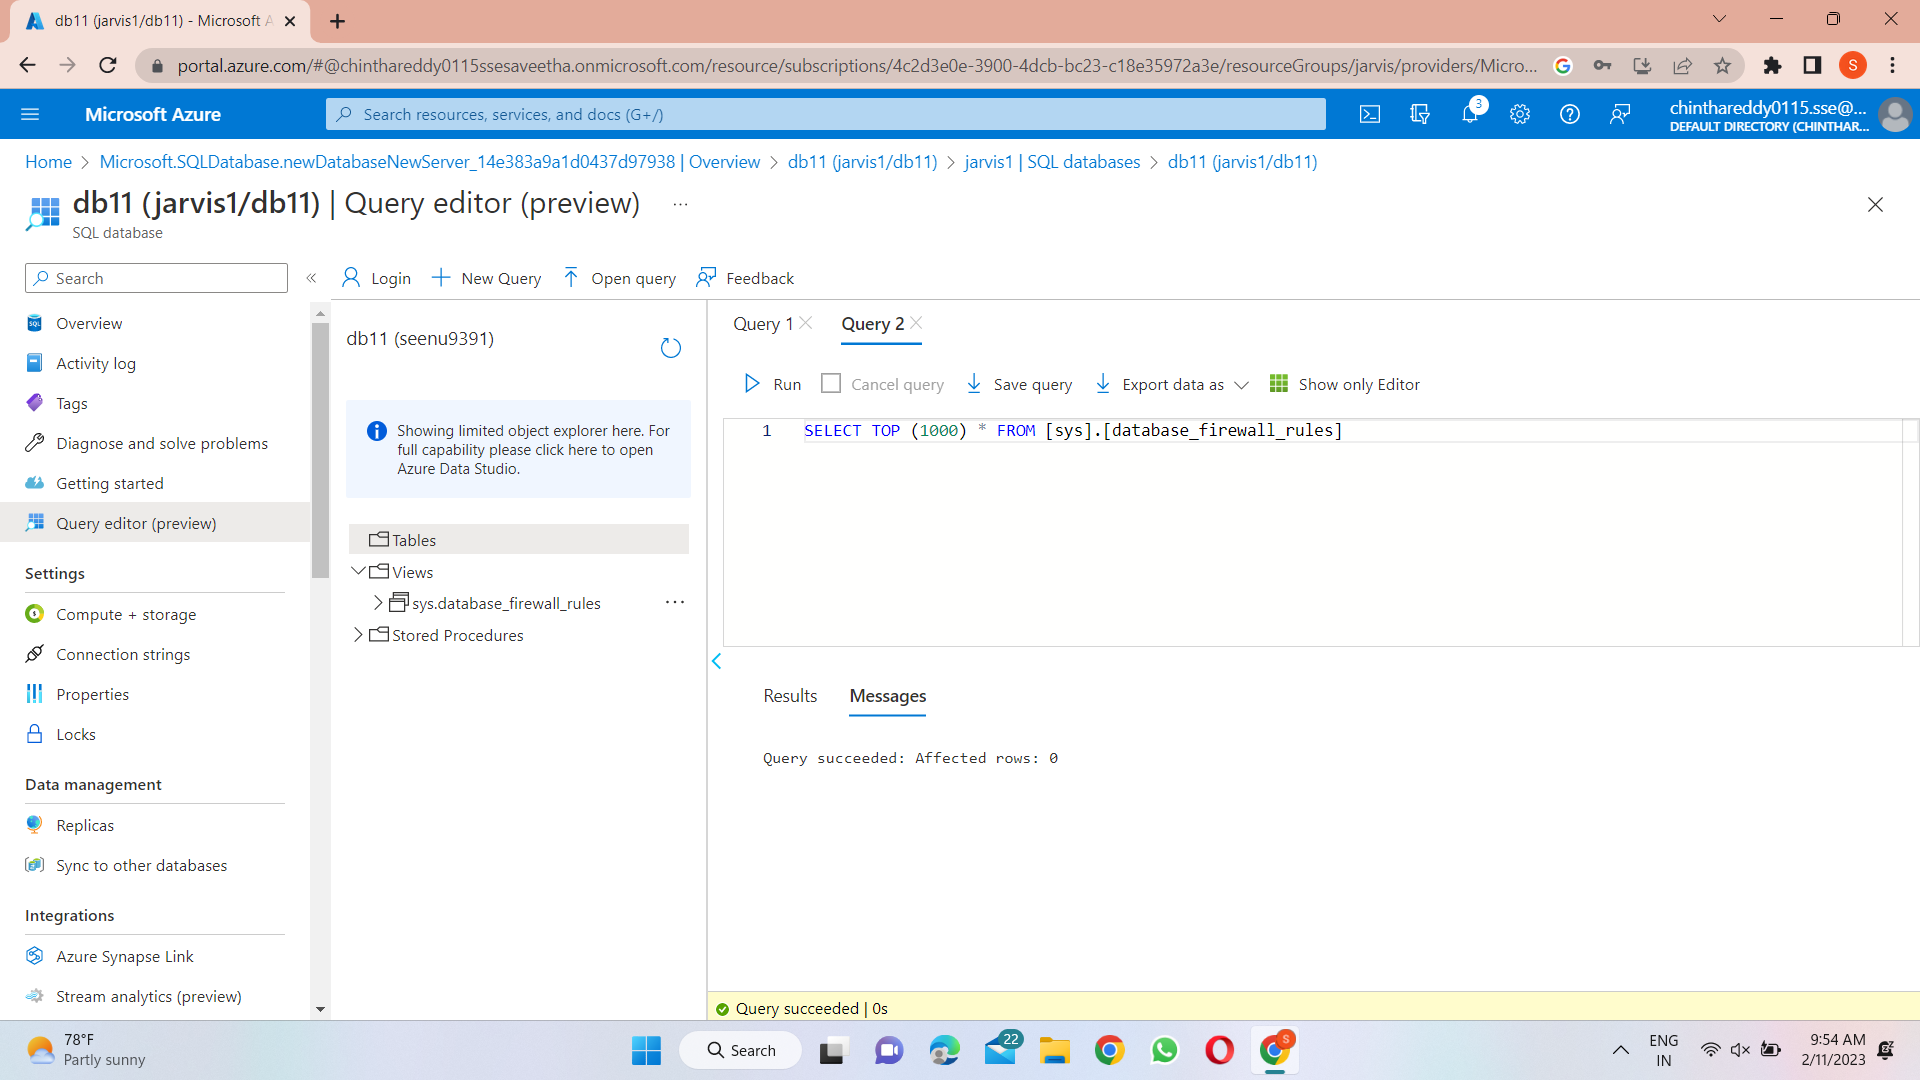 db11 (jarvis1/db11) - Microsoft A
portal.azure.com/#@chinthareddy0115ssesaveetha.onmicrosoft.com/resource/subscriptions/4c2d3e0e-3900-4dcb-bc23-c18e35972a3e/resourceGroups/jarvis/providers/Micro...
S
Microsoft Azure
Search resources, services, and docs (G+/)
3
chinthareddy0115.sse@...
DEFAULT DIRECTORY (CHINTHAR...
Home > Microsoft.SQLDatabase.newDatabaseNewServer_14e383a9a1d0437d97938 | Overview > db11 (jarvis1/db11) > jarvis1 | SQL databases > db11 (jarvis1/db11)
db11 (jarvis1/db11) | Query editor (preview) ...
SQL database
Search
Overview
Activity log
Tags
Diagnose and solve problems
Getting started
Query editor (preview)
Settings
Compute + storage
Connection strings
Properties
Locks
Data management
Replicas
Sync to other databases
Integrations
Azure Synapse Link
Stream analytics (preview)
Login
New Query
Open query
Feedback
db11 (seenu9391)
Showing limited object explorer here. For
full capability please click here to open
Azure Data Studio.
Tables
Views
sys.database_firewall_rules ...
Stored Procedures
Query 1
Query 2
Run
Cancel query
Save query
Export data as
Show only Editor
1 SELECT TOP (1000) * FROM [sys].[database_firewall_rules]
Results
Messages
Query succeeded: Affected rows: 0
Query succeeded | 0s
78°F
Partly sunny
Search
22
S
ENG
IN
9:54 AM
2/11/2023